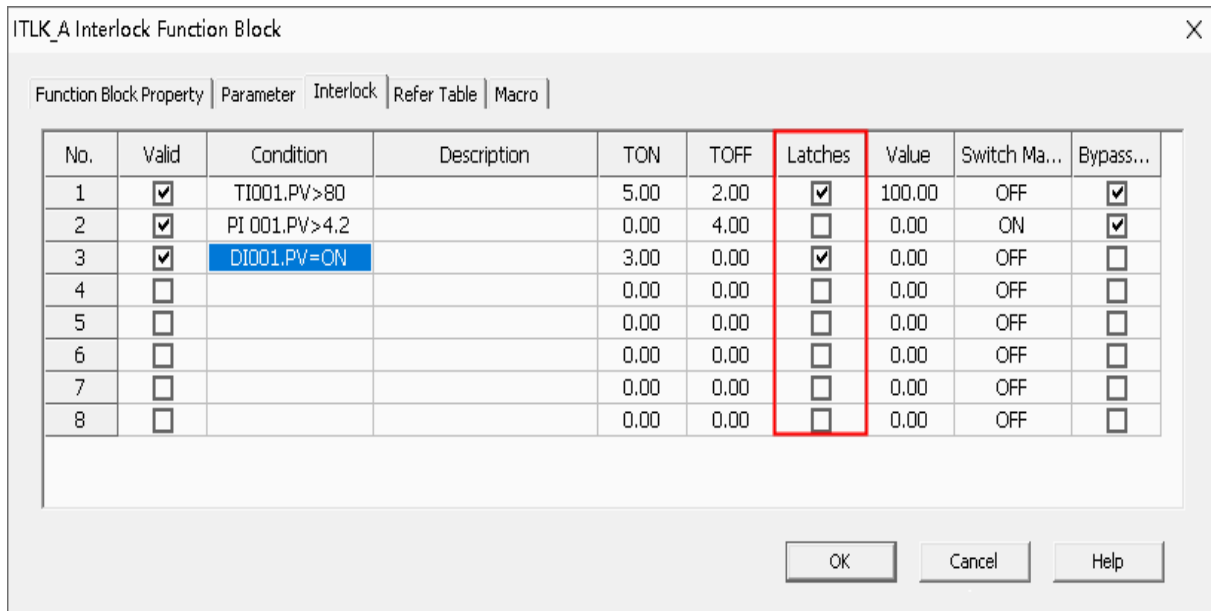 ITLK_A Interlock Function Block
Function Block Property Parameter Interlock Refer Table Macro
No. Valid Condition Description TON TOFF Latches Value Switch Ma... Bypass...
1 TI001.PV>80 5.00 2.00 100.00 OFF
2 PI 001.PV>4.2 0.00 4.00 0.00 ON
3 DI001.PV=ON 3.00 0.00 0.00 OFF
4 0.00 0.00 0.00 OFF
5 0.00 0.00 0.00 OFF
6 0.00 0.00 0.00 OFF
7 0.00 0.00 0.00 OFF
8 0.00 0.00 0.00 OFF
OK Cancel Help